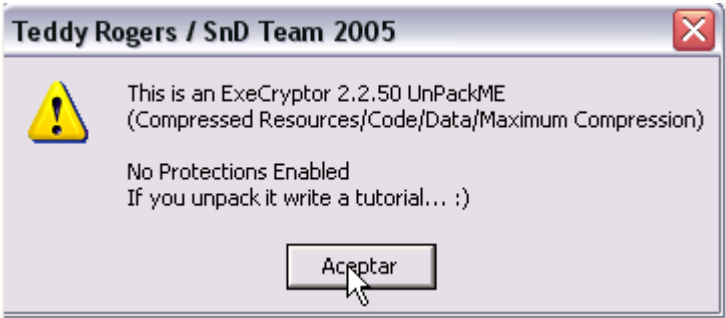 Teddy Rogers / SnD Team 2005
This is an ExeCryptor 2.2.50 UnPackME
(Compressed Resources/Code/Data/Maximum Compression)
No Protections Enabled
If you unpack it write a tutorial... :)
Aceptar